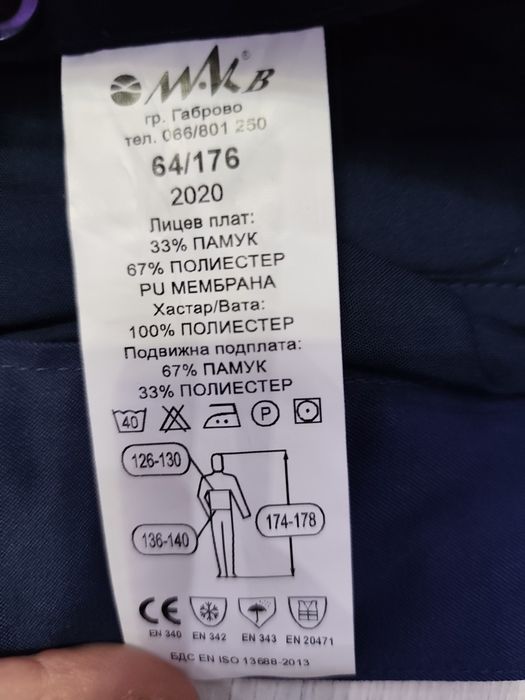 МАК® В
гр. Габрово
тел. 066/801 250
64/176
2020
Лицев плат:
33% ПАМУК
67% ПОЛИЕСТЕР
PU МЕМБРАНА
Хастар/Вата:
100% ПОЛИЕСТЕР
Подвижна подплата:
67% ПАМУК
33% ПОЛИЕСТЕР
40 P
126-130
174-178
136-140
CE
EN 340 EN 342 EN 343 EN 20471
БДС EN ISO 13688-2013